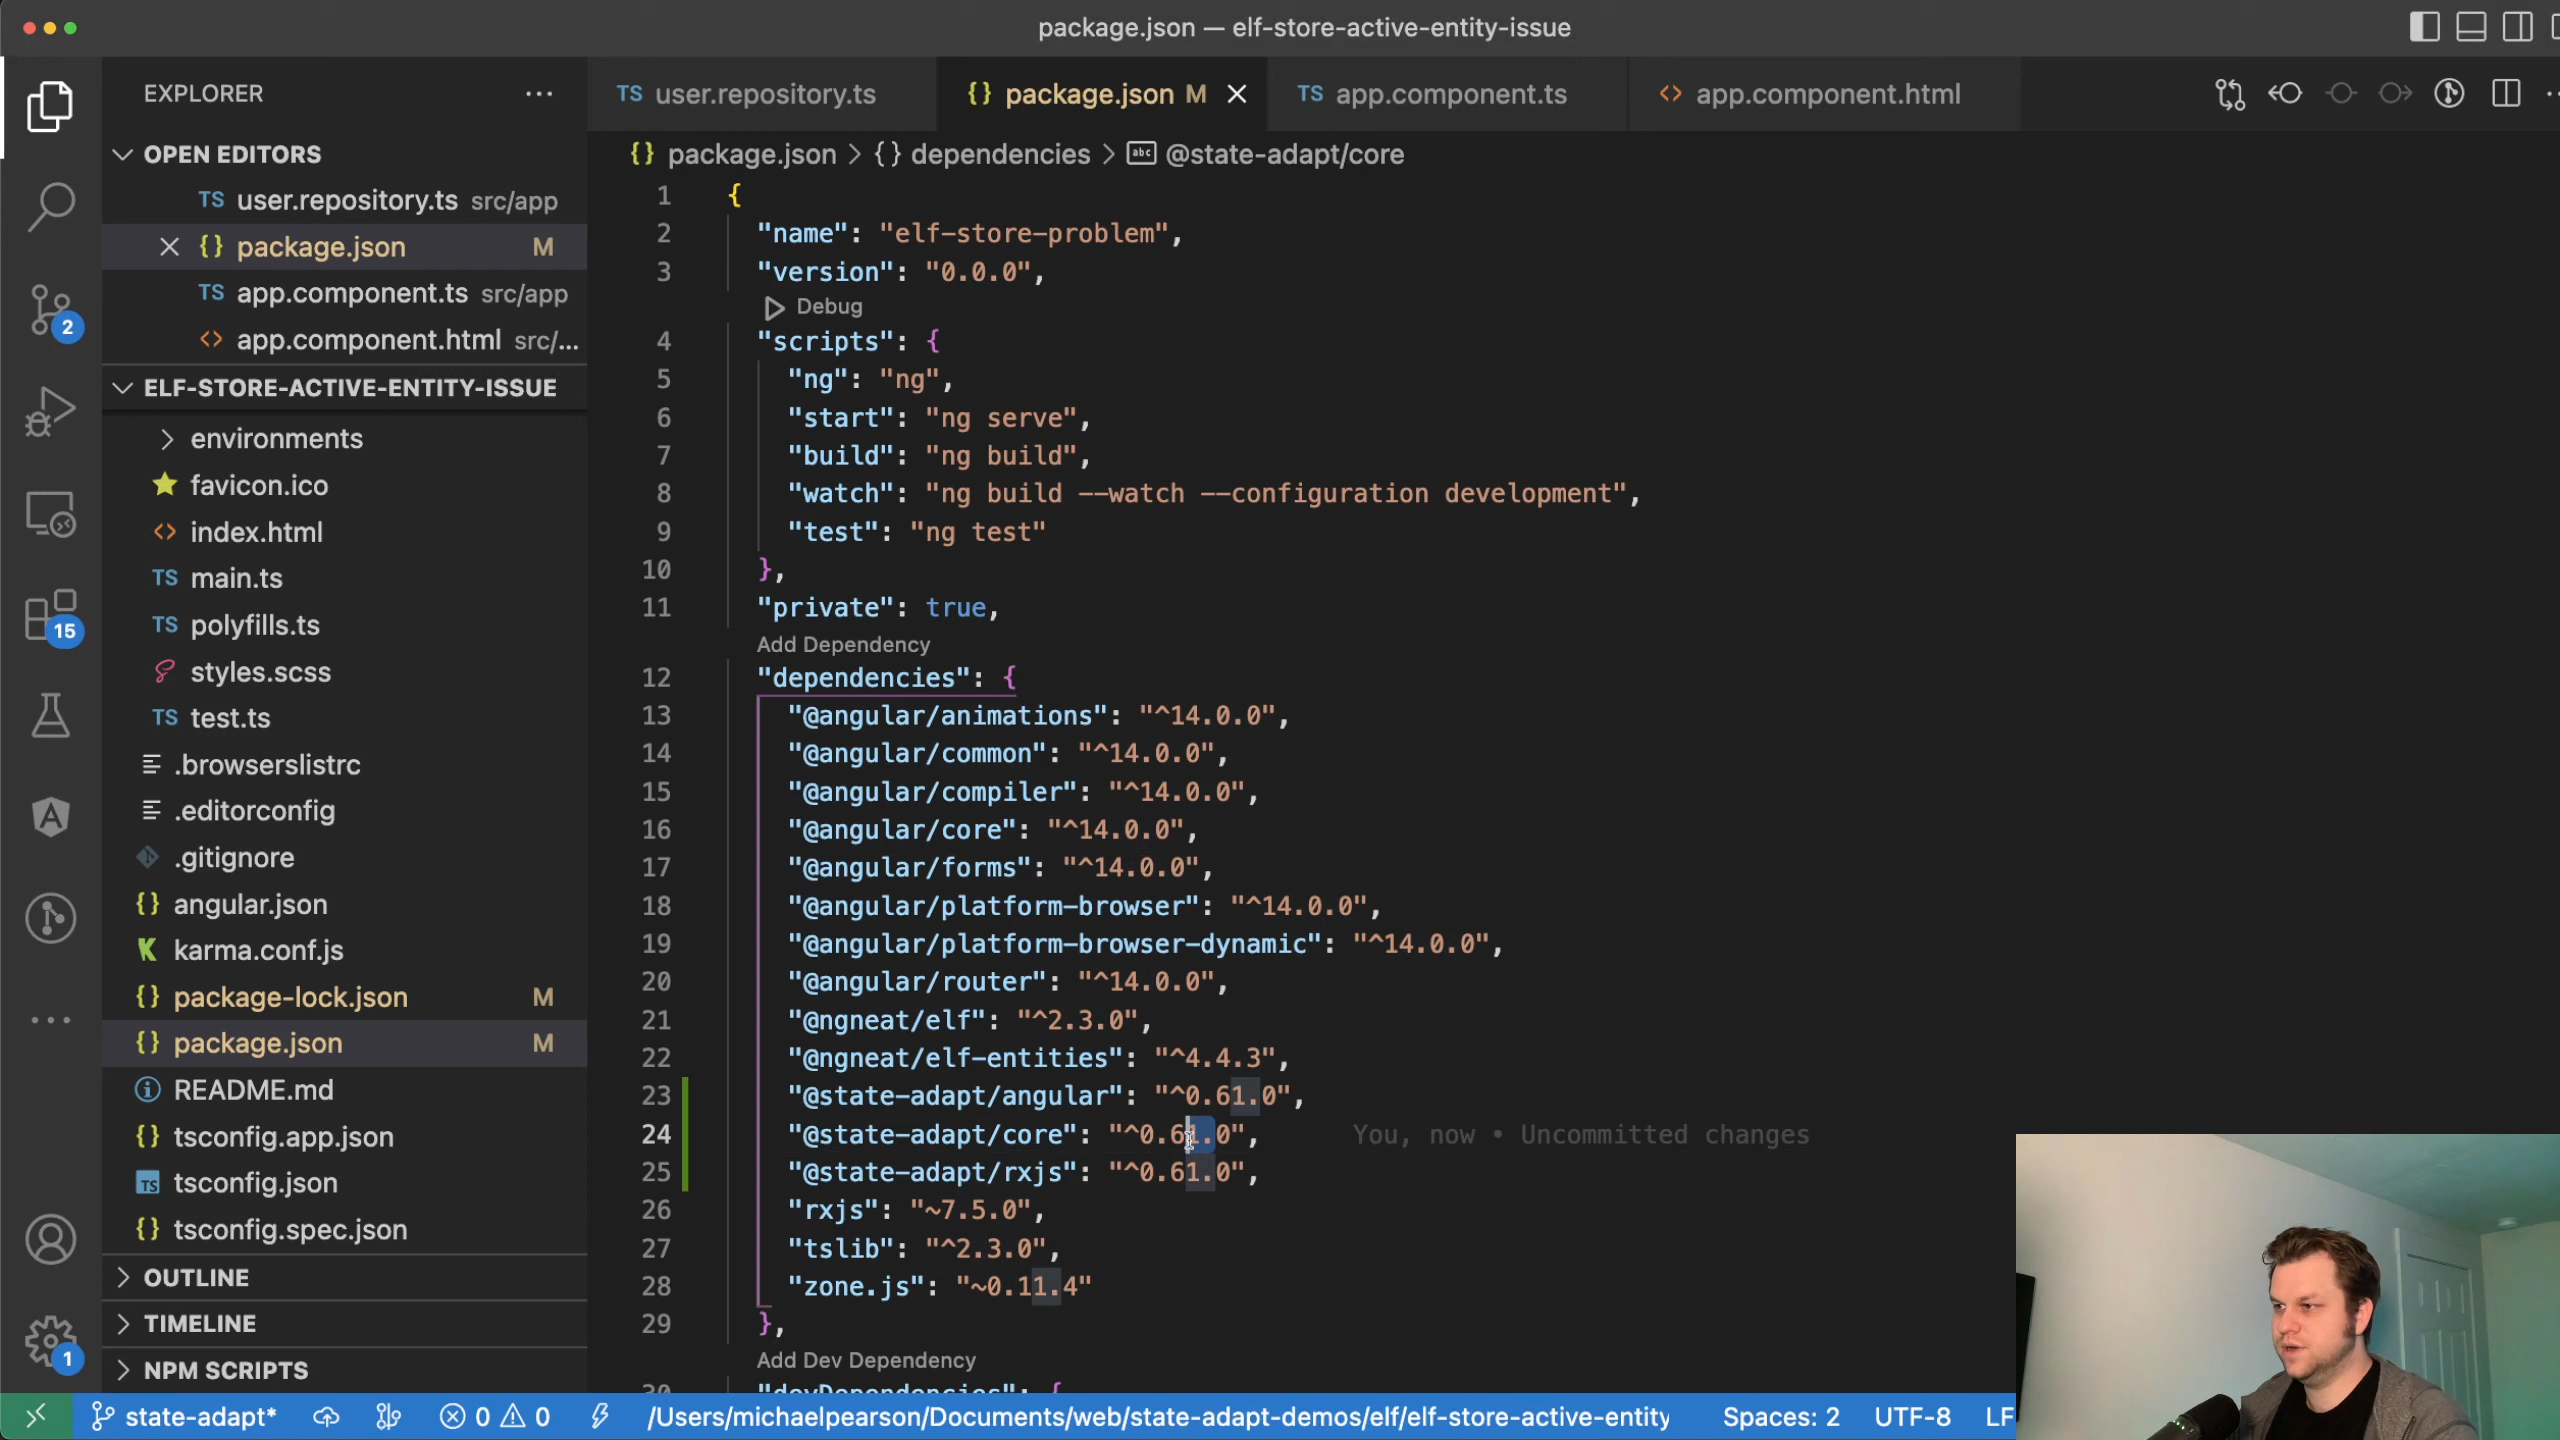 package.json — elf-store-active-entity-issue
EXPLORER
TS user.repository.ts
{} package.json M
TS app.component.ts
<> app.component.html
OPEN EDITORS
TS user.repository.ts src/app
{} package.json M
TS app.component.ts src/app
<> app.component.html src/...
ELF-STORE-ACTIVE-ENTITY-ISSUE
environments
favicon.ico
<> index.html
TS main.ts
TS polyfills.ts
styles.scss
TS test.ts
.browserslistrc
.editorconfig
.gitignore
{} angular.json
K karma.conf.js
{} package-lock.json M
{} package.json M
README.md
{} tsconfig.app.json
TS tsconfig.json
{} tsconfig.spec.json
OUTLINE
TIMELINE
NPM SCRIPTS
2
15
1
{} package.json > {} dependencies > abc @state-adapt/core
1 {
2 "name": "elf-store-problem",
3 "version": "0.0.0",
Debug
4 "scripts": {
5 "ng": "ng",
6 "start": "ng serve",
7 "build": "ng build",
8 "watch": "ng build --watch --configuration development",
9 "test": "ng test"
10 },
11 "private": true,
Add Dependency
12 "dependencies": {
13 "@angular/animations": "^14.0.0",
14 "@angular/common": "^14.0.0",
15 "@angular/compiler": "^14.0.0",
16 "@angular/core": "^14.0.0",
17 "@angular/forms": "^14.0.0",
18 "@angular/platform-browser": "^14.0.0",
19 "@angular/platform-browser-dynamic": "^14.0.0",
20 "@angular/router": "^14.0.0",
21 "@ngneat/elf": "^2.3.0",
22 "@ngneat/elf-entities": "^4.4.3",
23 "@state-adapt/angular": "^0.61.0",
24 "@state-adapt/core": "^0.61.0", You, now • Uncommitted changes
25 "@state-adapt/rxjs": "^0.61.0",
26 "rxjs": "~7.5.0",
27 "tslib": "^2.3.0",
28 "zone.js": "~0.11.4"
29 },
Add Dev Dependency
30 "devDependencies": {
state-adapt* 0 0 /Users/michaelpearson/Documents/web/state-adapt-demos/elf/elf-store-active-entity Spaces: 2 UTF-8 LF